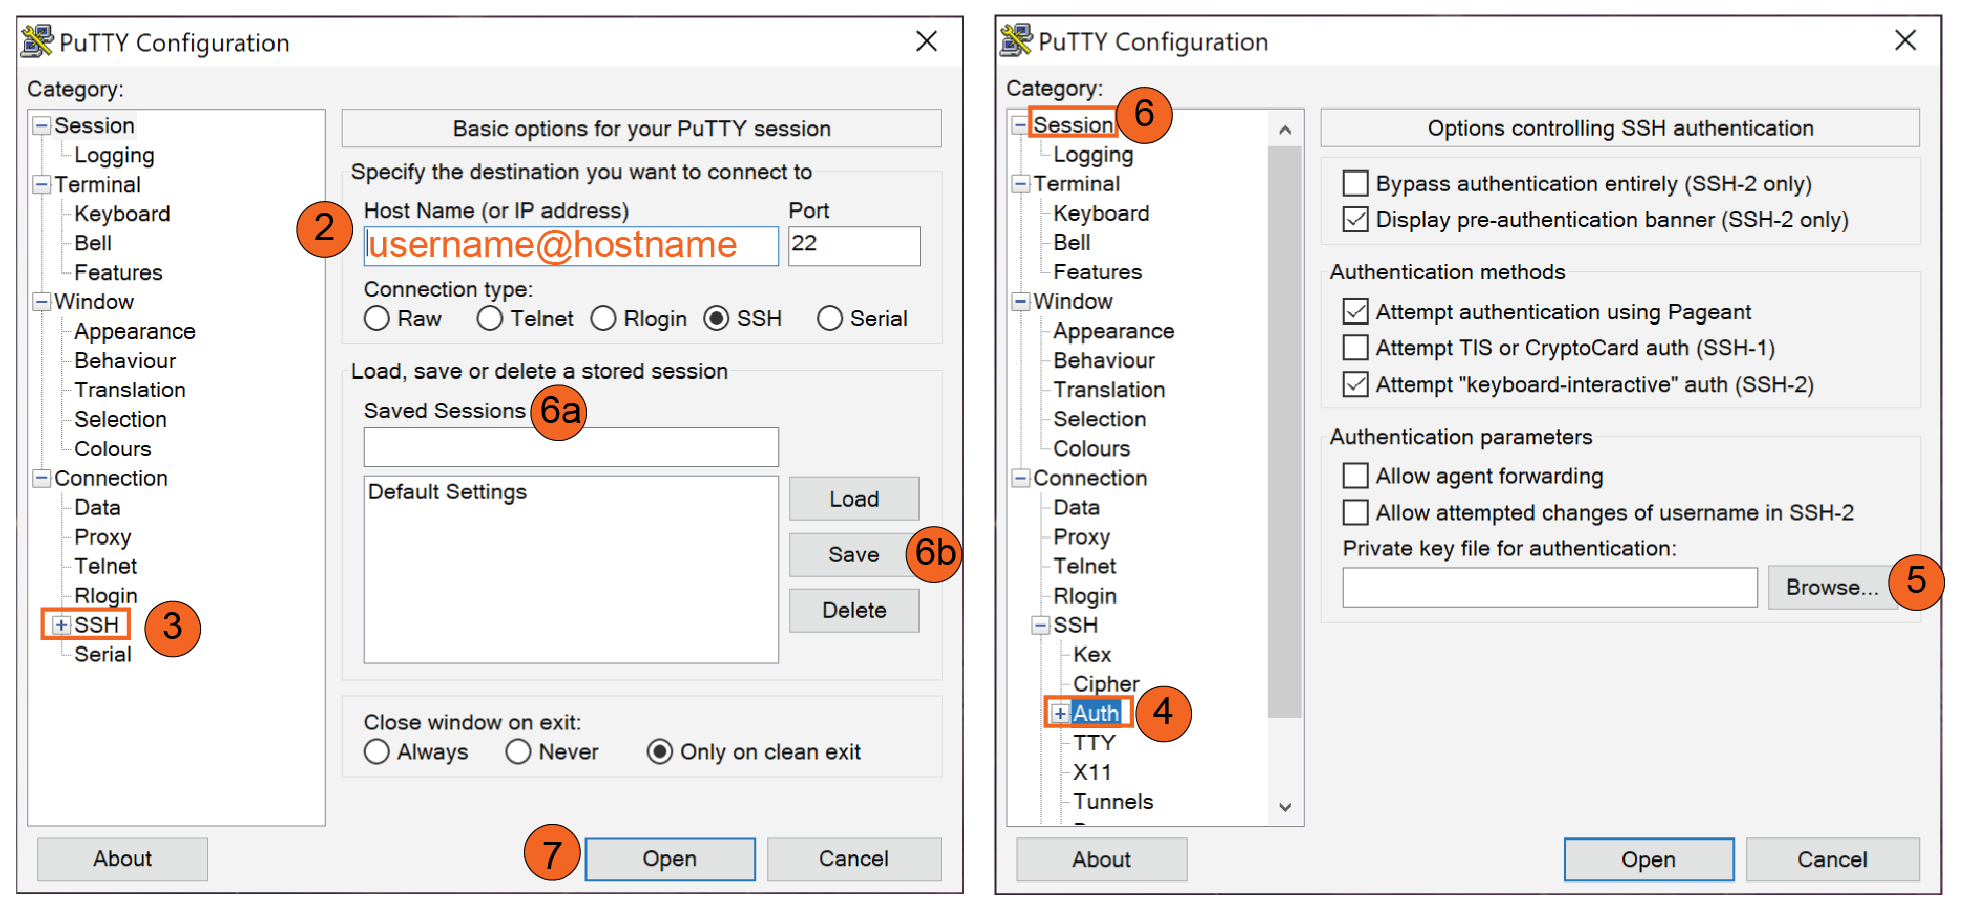 PuTTY Configuration
Category:
Session
Logging
Terminal
Keyboard
Bell
Features
Window
Appearance
Behaviour
Translation
Selection
Colours
Connection
Data
Proxy
Telnet
Rlogin
SSH
3
Serial
Basic options for your PuTTY session
Specify the destination you want to connect to
Host Name (or IP address) Port
2
username@hostname 22
Connection type:
Raw Telnet Rlogin SSH Serial
Load, save or delete a stored session
Saved Sessions 6a
Default Settings
Load
Save 6b
Delete
Close window on exit:
Always Never Only on clean exit
About 7 Open Cancel
PuTTY Configuration
Category:
Session 6
Logging
Terminal
Keyboard
Bell
Features
Window
Appearance
Behaviour
Translation
Selection
Colours
Connection
Data
Proxy
Telnet
Rlogin
SSH
Kex
Cipher
Auth 4
TTY
X11
Tunnels
Options controlling SSH authentication
Bypass authentication entirely (SSH-2 only)
Display pre-authentication banner (SSH-2 only)
Authentication methods
Attempt authentication using Pageant
Attempt TIS or CryptoCard auth (SSH-1)
Attempt "keyboard-interactive" auth (SSH-2)
Authentication parameters
Allow agent forwarding
Allow attempted changes of username in SSH-2
Private key file for authentication:
Browse... 5
About Open Cancel